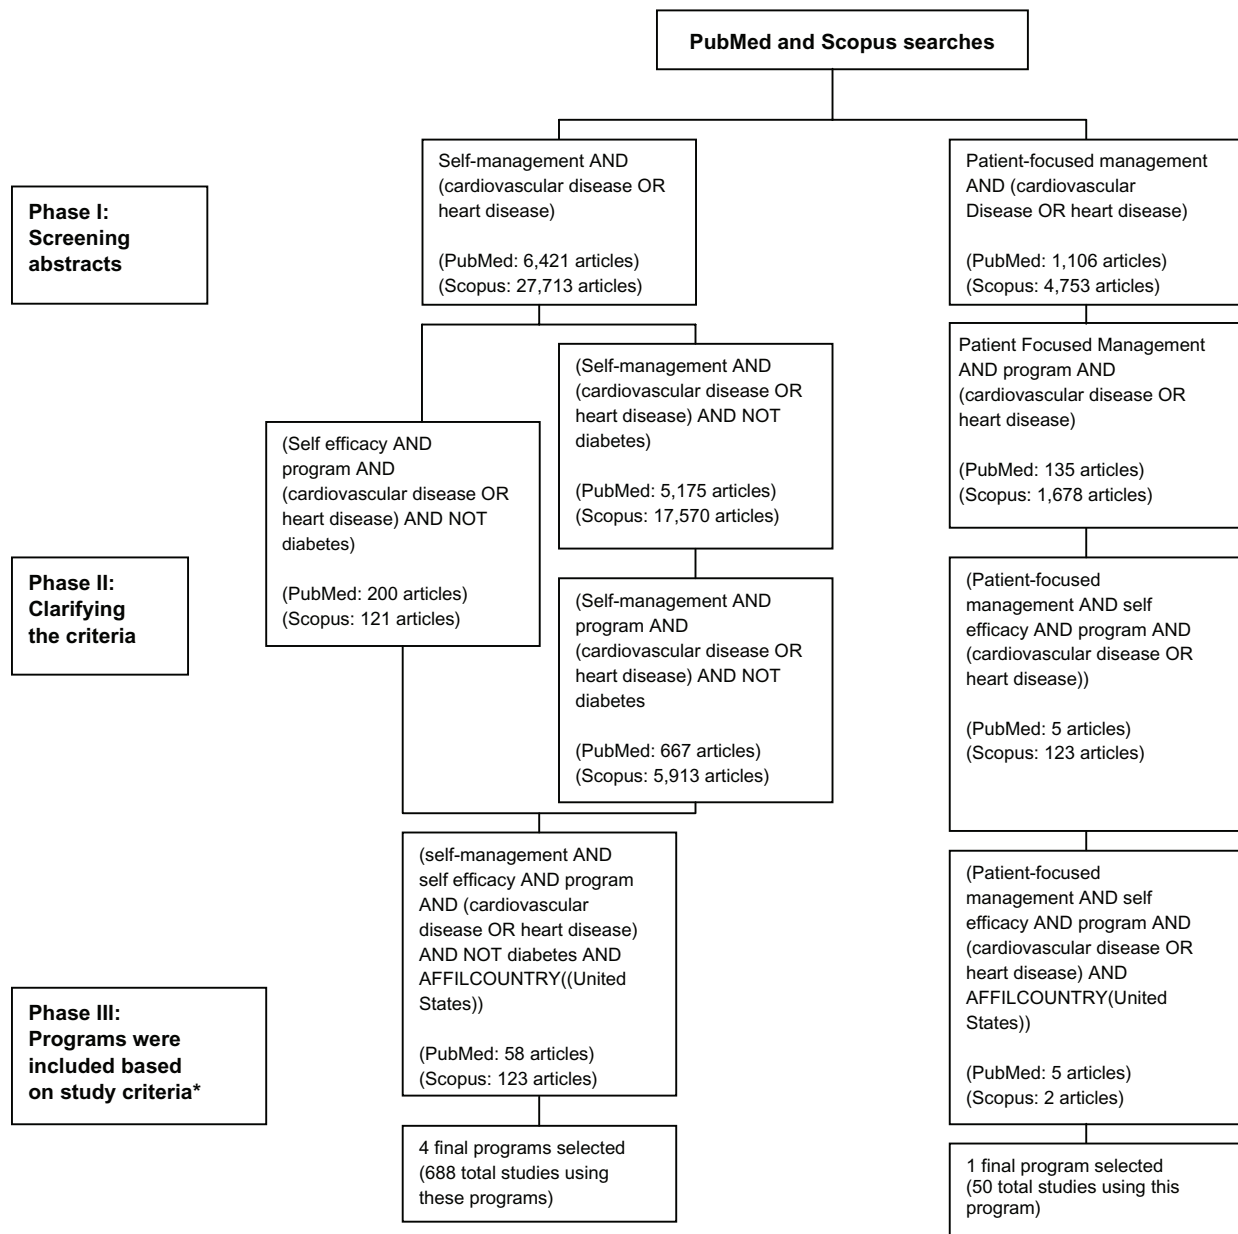 PubMed and Scopus searches
Self-management AND
(cardiovascular disease OR
heart disease)
(PubMed: 6,421 articles)
(Scopus: 27,713 articles)
Patient-focused management
AND (cardiovascular
Disease OR heart disease)
(PubMed: 1,106 articles)
(Scopus: 4,753 articles)
Phase I:
Screening
abstracts
(Self-management AND
(cardiovascular disease OR
heart disease) AND NOT
diabetes)
(PubMed: 5,175 articles)
(Scopus: 17,570 articles)
Patient Focused Management
AND program AND
(cardiovascular disease OR
heart disease)
(PubMed: 135 articles)
(Scopus: 1,678 articles)
(Self efficacy AND
program AND
(cardiovascular disease OR
heart disease) AND NOT
diabetes)
(PubMed: 200 articles)
(Scopus: 121 articles)
Phase II:
Clarifying
the criteria
(Self-management AND
program AND
(cardiovascular disease OR
heart disease) AND NOT
diabetes
(PubMed: 667 articles)
(Scopus: 5,913 articles)
(Patient-focused
management AND self
efficacy AND program AND
(cardiovascular disease OR
heart disease))
(PubMed: 5 articles)
(Scopus: 123 articles)
(self-management AND
self efficacy AND program
AND (cardiovascular
disease OR heart disease)
AND NOT diabetes AND
AFFILCOUNTRY((United
States))
(PubMed: 58 articles)
(Scopus: 123 articles)
(Patient-focused
management AND self
efficacy AND program AND
(cardiovascular disease OR
heart disease) AND
AFFILCOUNTRY(United
States))
(PubMed: 5 articles)
(Scopus: 2 articles)
Phase III:
Programs were
included based
on study criteria*
4 final programs selected
(688 total studies using
these programs)
1 final program selected
(50 total studies using this
program)